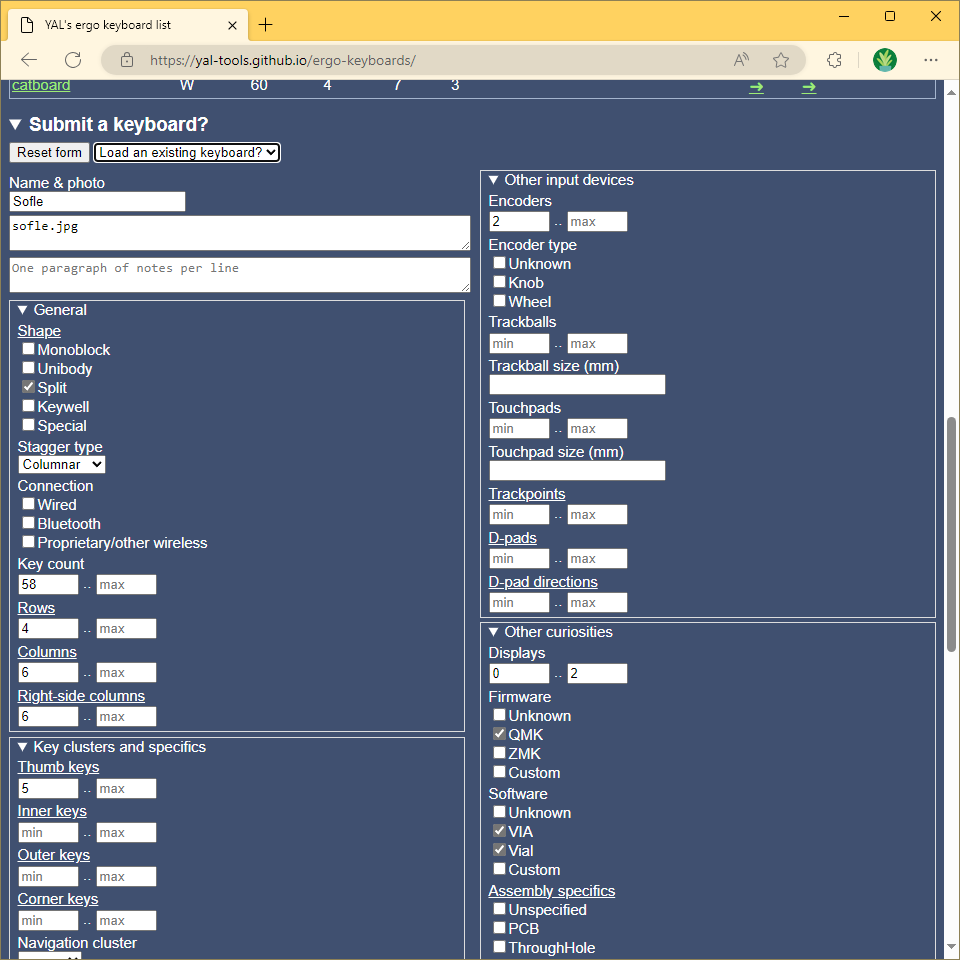 YAL's ergo keyboard list
https://yal-tools.github.io/ergo-keyboards/
catboard W 60 4 7 3 → →
▼ Submit a keyboard?
Reset form Load an existing keyboard?
Name & photo
Sofle
sofle.jpg
One paragraph of notes per line
▼ General
Shape
Monoblock
Unibody
Split
Keywell
Special
Stagger type
Columnar
Connection
Wired
Bluetooth
Proprietary/other wireless
Key count
58 .. max
Rows
4 .. max
Columns
6 .. max
Right-side columns
6 .. max
▼ Key clusters and specifics
Thumb keys
5 .. max
Inner keys
min .. max
Outer keys
min .. max
Corner keys
min .. max
Navigation cluster
▼ Other input devices
Encoders
2 .. max
Encoder type
Unknown
Knob
Wheel
Trackballs
min .. max
Trackball size (mm)
Touchpads
min .. max
Touchpad size (mm)
Trackpoints
min .. max
D-pads
min .. max
D-pad directions
min .. max
▼ Other curiosities
Displays
0 .. 2
Firmware
Unknown
QMK
ZMK
Custom
Software
Unknown
VIA
Vial
Custom
Assembly specifics
Unspecified
PCB
ThroughHole